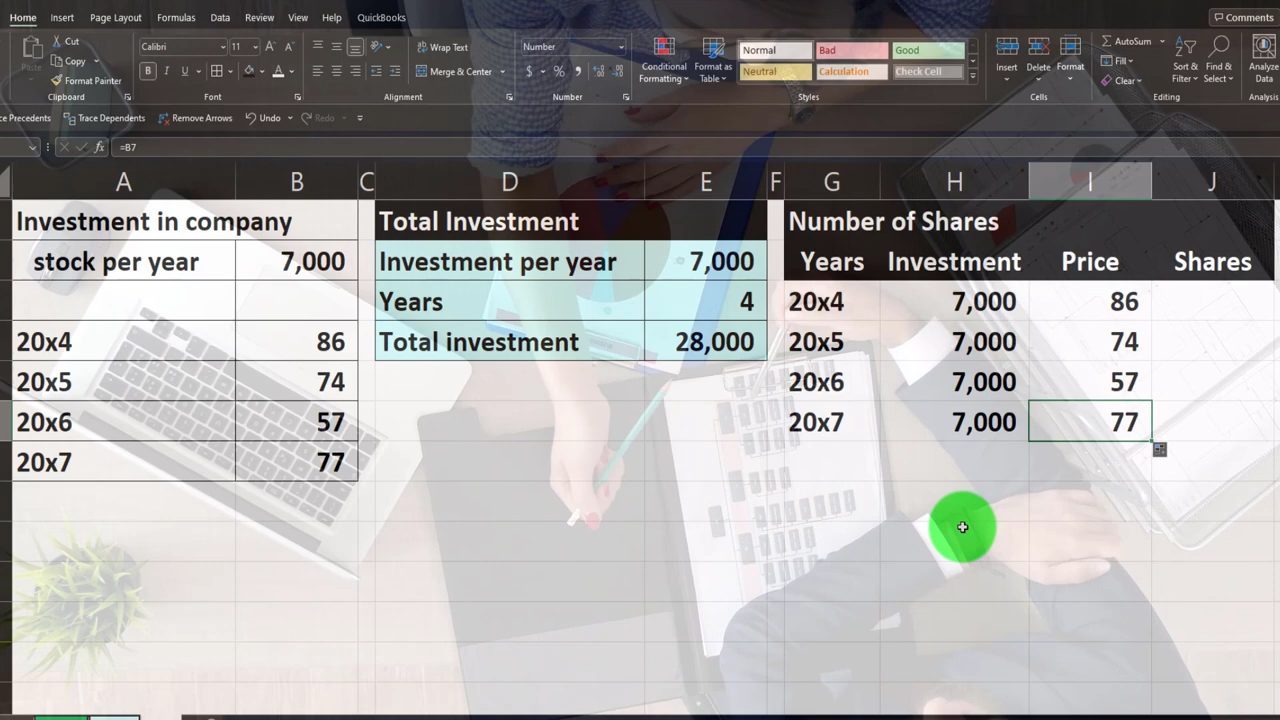 Home Insert Page Layout Formulas Data Review View Help QuickBooks Comments
Cut
Copy
Paste
Format Painter
Clipboard
Calibri 11 A A
B I U A
Font
Wrap Text
Merge & Center
Alignment
Number
$ % 9
Number
Conditional Formatting
Format as Table
Normal Bad Good
Neutral Calculation Check Cell
Styles
Insert Delete Format
Cells
AutoSum
Fill
Clear
Sort & Filter
Find & Select
Editing
Analyze Data
Analysis
ce Precedents Trace Dependents Remove Arrows Undo Redo
fx =B7
A B C D E F G H I J
Investment in company Total Investment Number of Shares
stock per year 7,000 Investment per year 7,000 Years Investment Price Shares
Years 4 20x4 7,000 86
20x4 86 Total investment 28,000 20x5 7,000 74
20x5 74 20x6 7,000 57
20x6 57 20x7 7,000 77
20x7 77